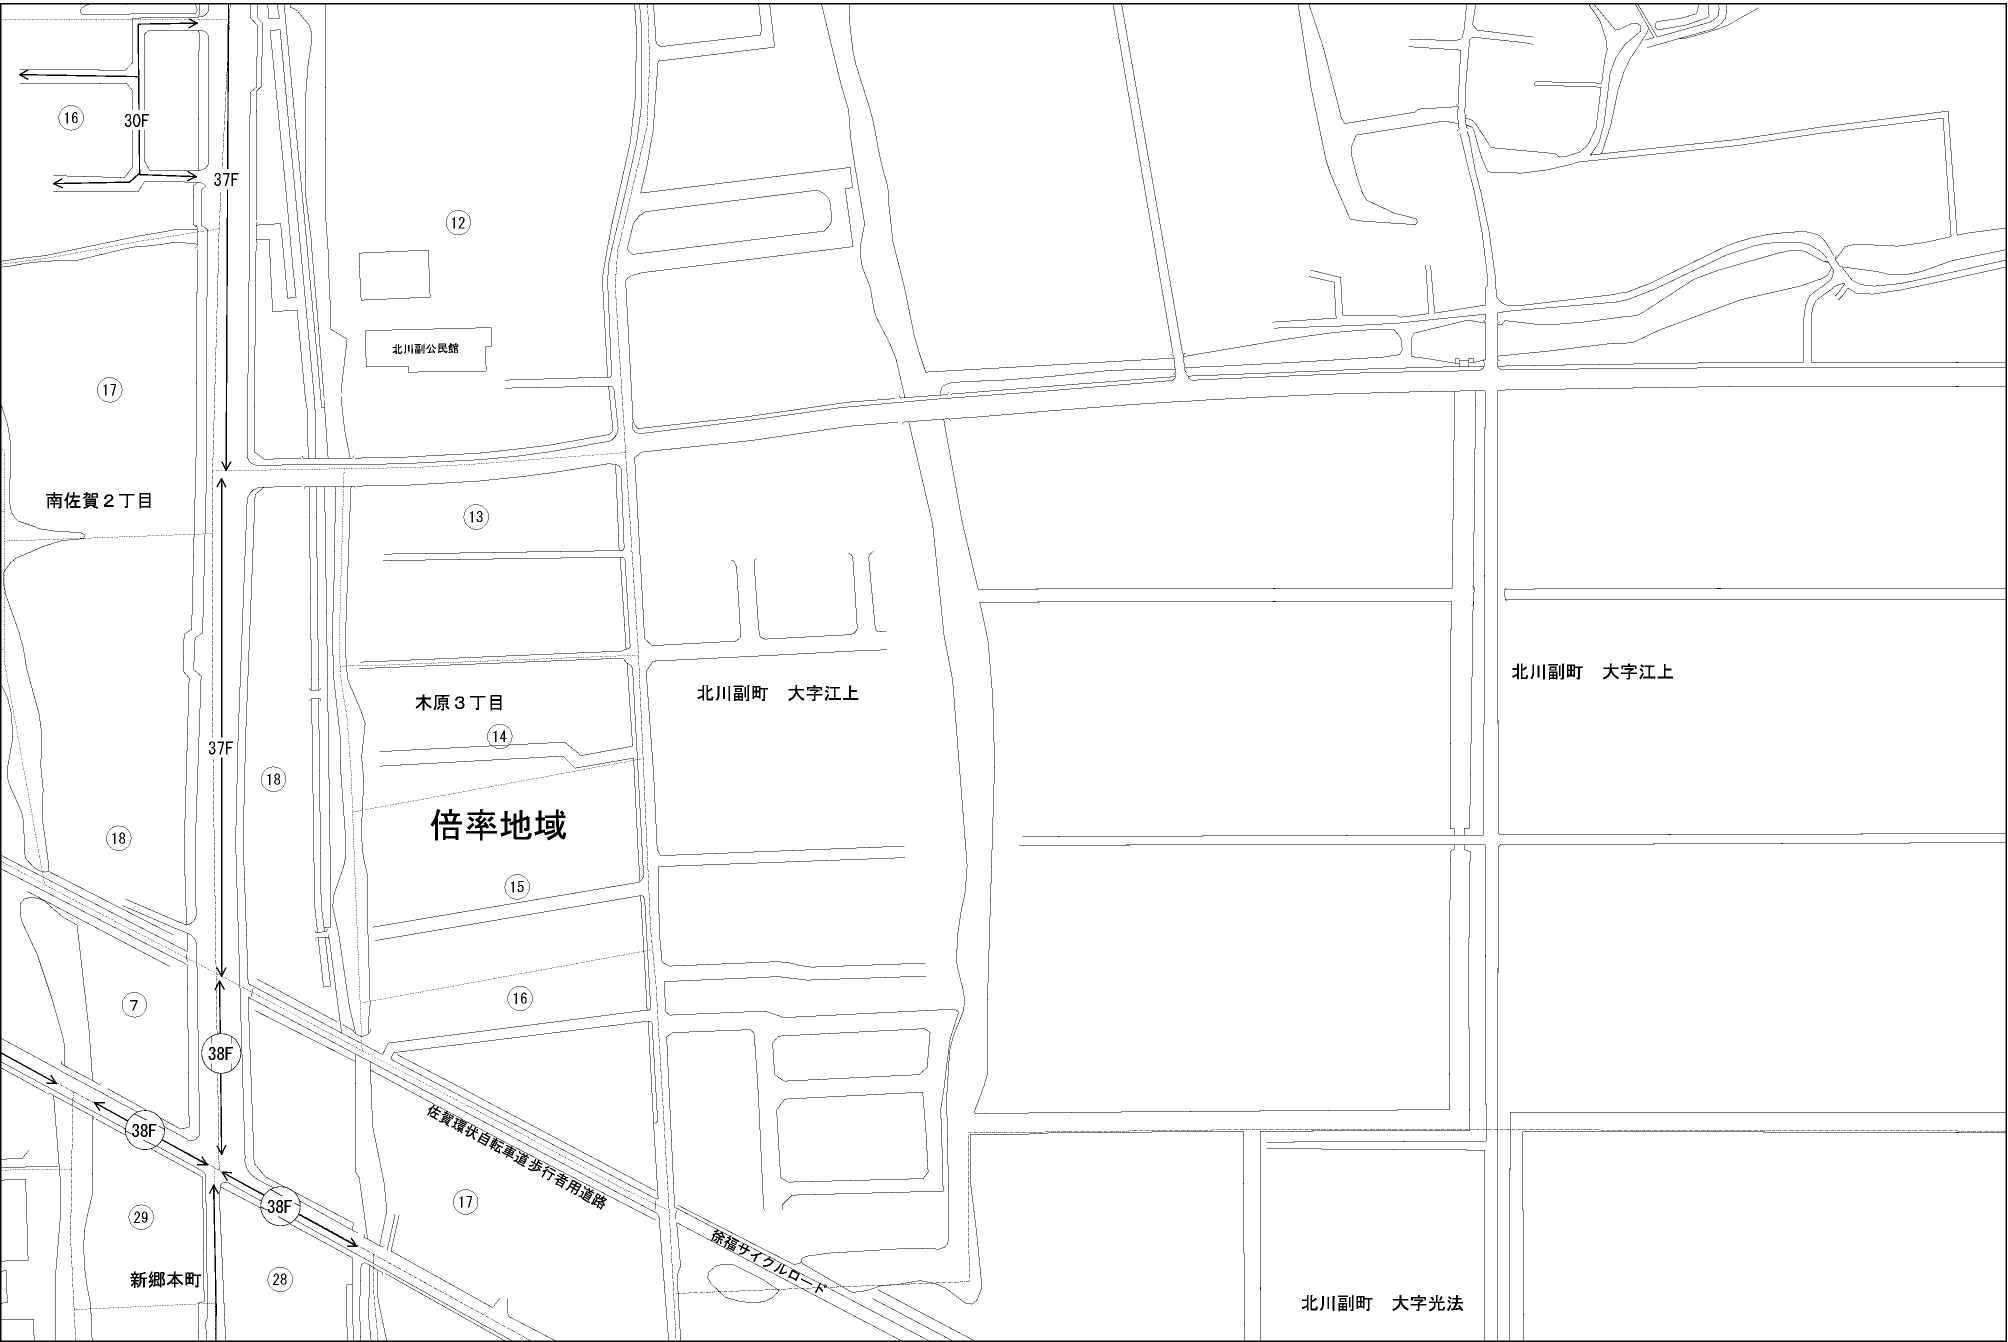 16
30F
37F
12
北川副公民館
17
南佐賀2丁目
13
北川副町　大字江上
北川副町　大字江上
木原3丁目
14
37F
18
倍率地域
18
15
7
16
38F
38F
佐賀環状自転車道歩行者用道路
38F
17
29
徐福サイクルロード
新郷本町
28
北川副町　大字光法